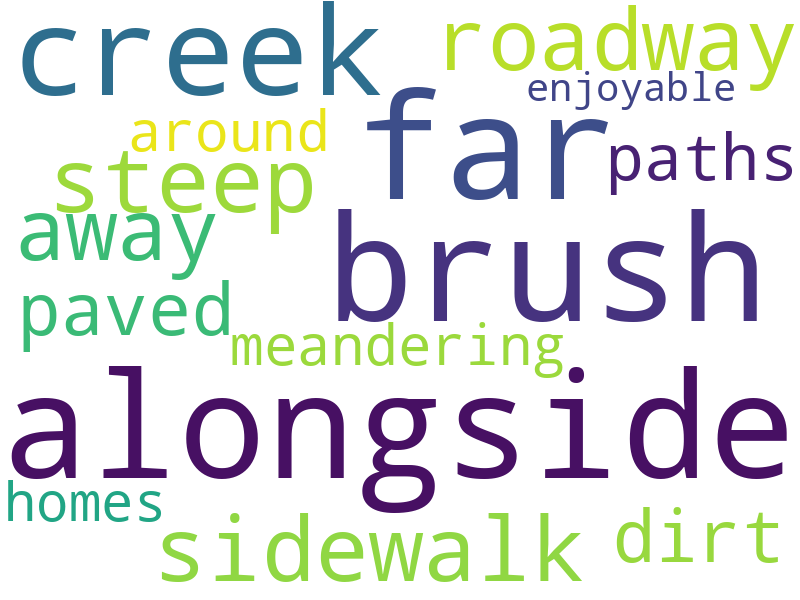 creek
roadway
enjoyable
far
around
paths
steep
away
brush
paved
meandering
alongside
homes
sidewalk
dirt